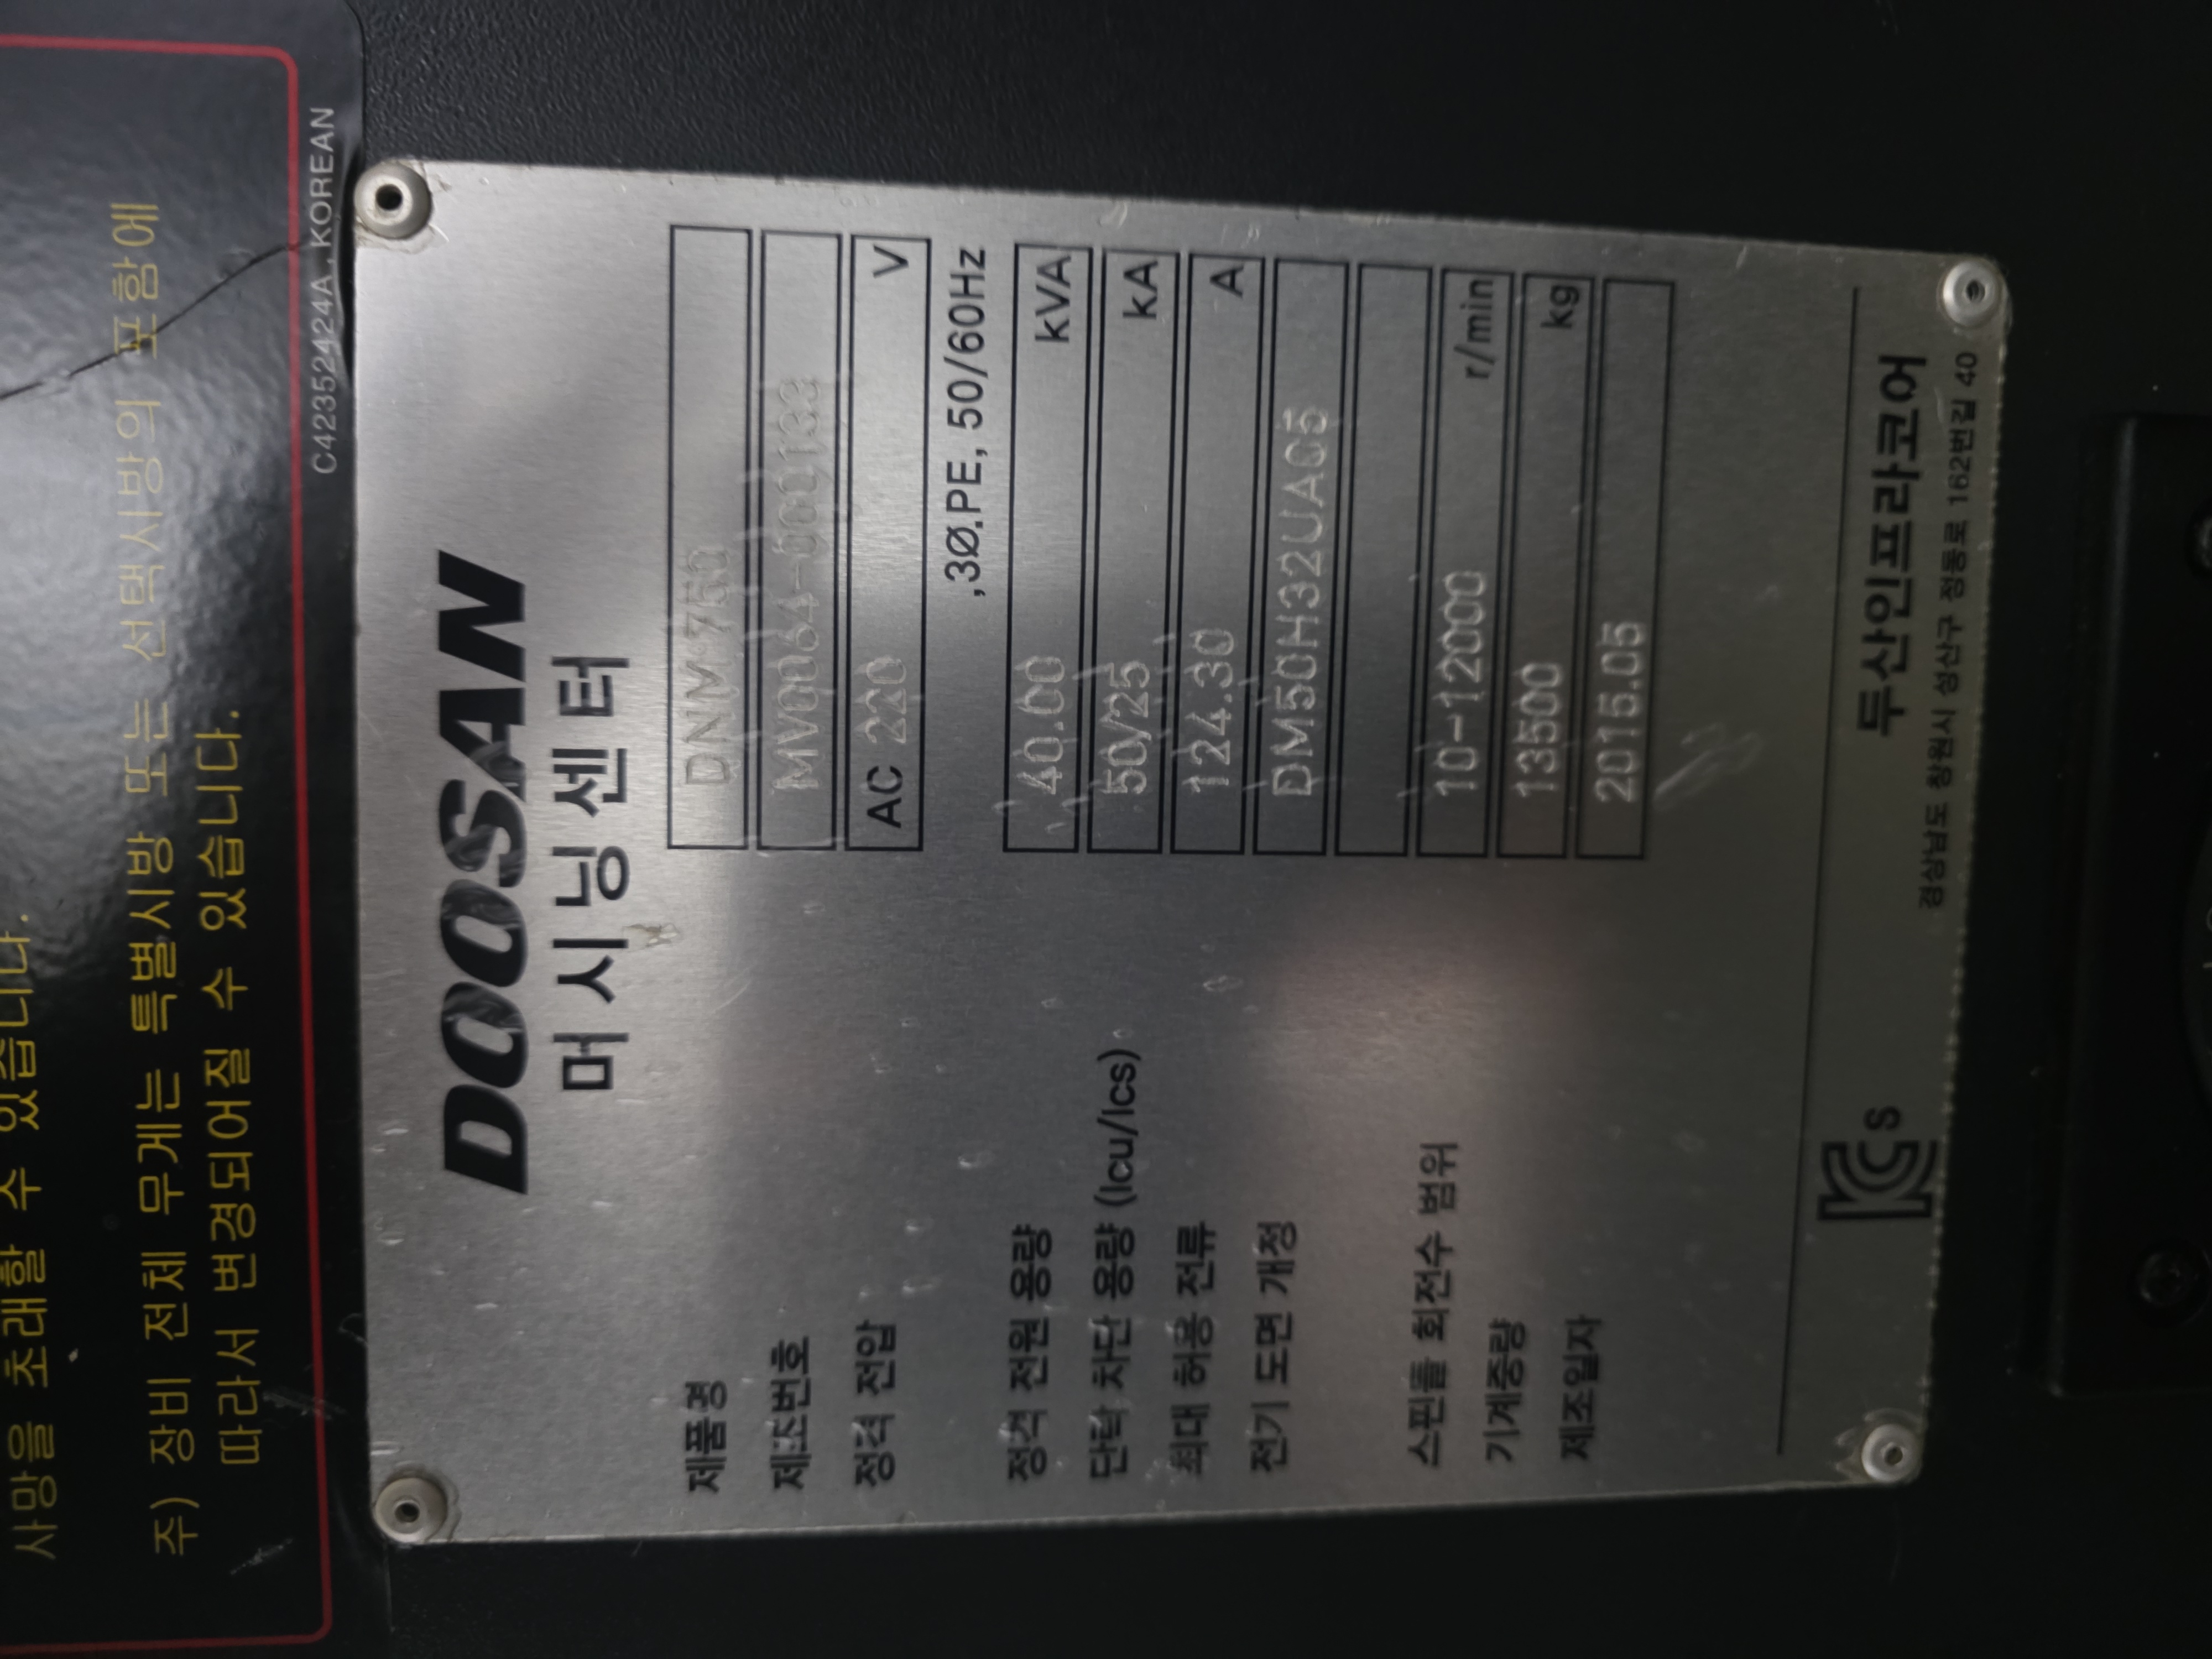 사망을 초래할 수 있습니다.
주) 장비 전체 무게는 특별시방 또는 선택시방의 포함에
따라서 변경되어질 수 있습니다.
C423524424A , KOREAN
DOOSAN
머시닝센터
제품명 DNM 750
제조번호 MV0064-000133
정격 전압 AC 220 V
,3Ø.PE, 50/60Hz
정격 전원 용량 40.00 kVA
단락 차단 용량 (Icu/Ics) 50/25 kA
최대 허용 전류 124.30 A
전기 도면 개정 DM50H32UA05
스핀들 회전수 범위 10-12000 r/min
기계중량 13500 kg
제조일자 2015.05
KCs 두산인프라코어
경상남도 창원시 성산구 정동로 162번길 40